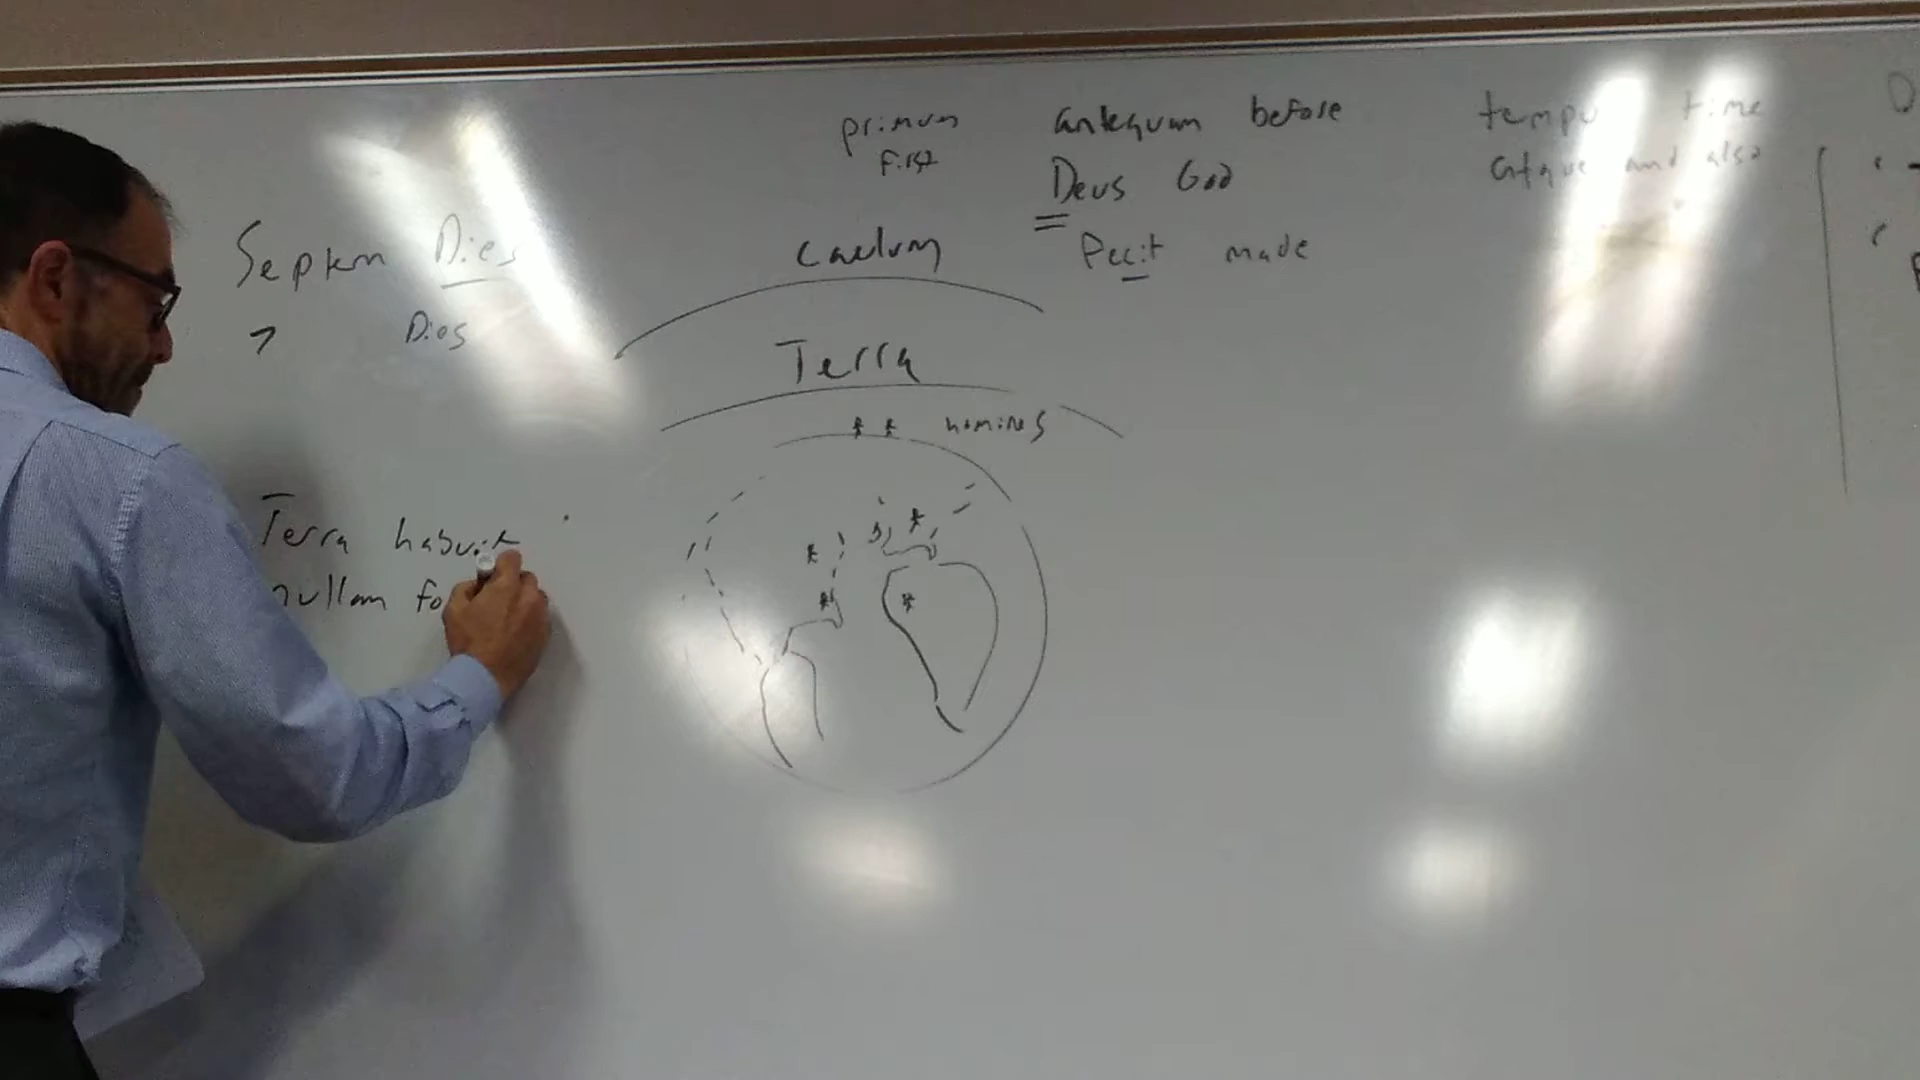 primum
first
antequam before
Deus God
Fecit made
tempu time
atque and also
Septem Dies
7 Dies
Caelum
Terra
homines
Terra habuit
nullam fo